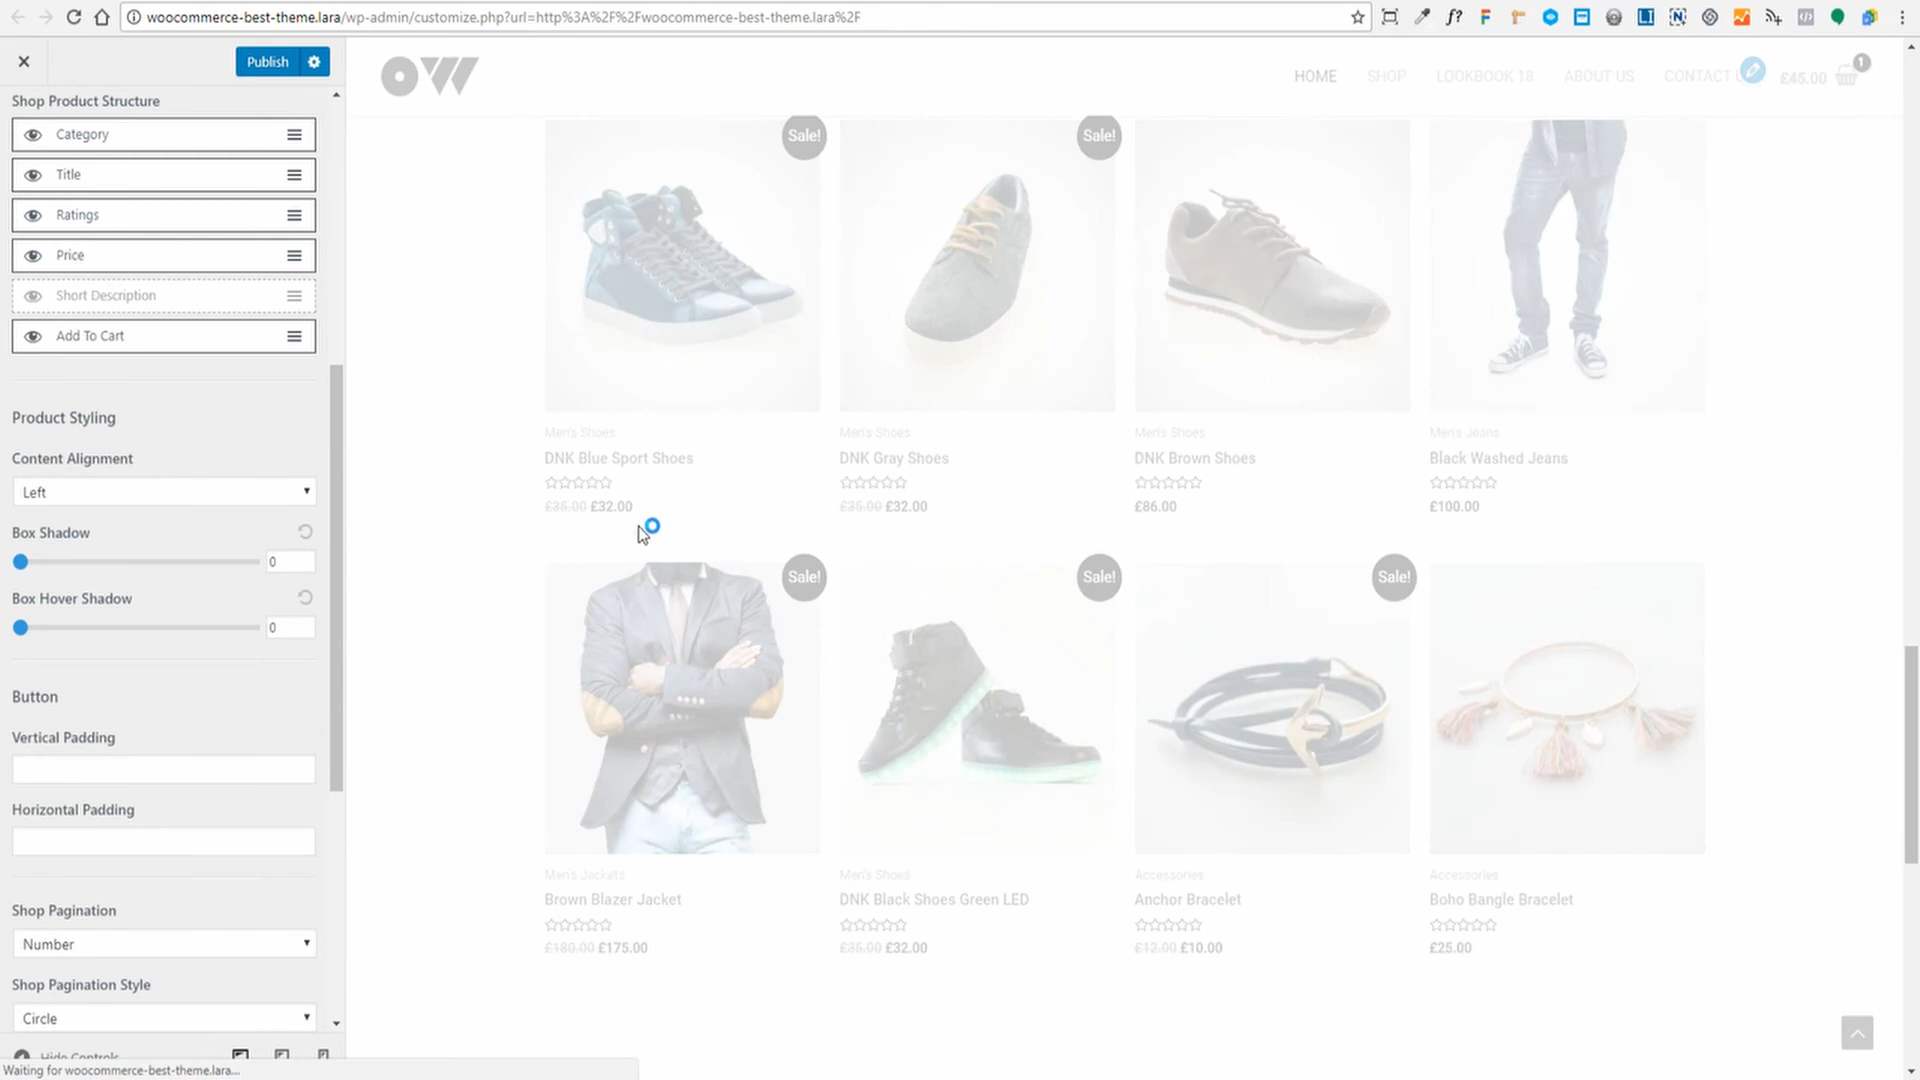 woocommerce-best-theme.lara/wp-admin/customize.php?url=http%3A%2F%2Fwoocommerce-best-theme.lara%2F
f?
Publish
OW
HOME SHOP LOOKBOOK 18 ABOUT US CONTACT £45.00 1
Shop Product Structure
Category
Title
Ratings
Price
Short Description
Add To Cart
Product Styling
Content Alignment
Left
Box Shadow
0
Box Hover Shadow
0
Button
Vertical Padding
Horizontal Padding
Shop Pagination
Number
Shop Pagination Style
Circle
Hide Controls
Waiting for woocommerce-best-theme.lara...
Sale!
Sale!
Men's Shoes
DNK Blue Sport Shoes
£35.00 £32.00
Men's Shoes
DNK Gray Shoes
£35.00 £32.00
Men's Shoes
DNK Brown Shoes
£86.00
Men's Jeans
Black Washed Jeans
£100.00
Sale!
Sale!
Sale!
Men's Jackets
Brown Blazer Jacket
£180.00 £175.00
Men's Shoes
DNK Black Shoes Green LED
£35.00 £32.00
Accessories
Anchor Bracelet
£12.00 £10.00
Accessories
Boho Bangle Bracelet
£25.00